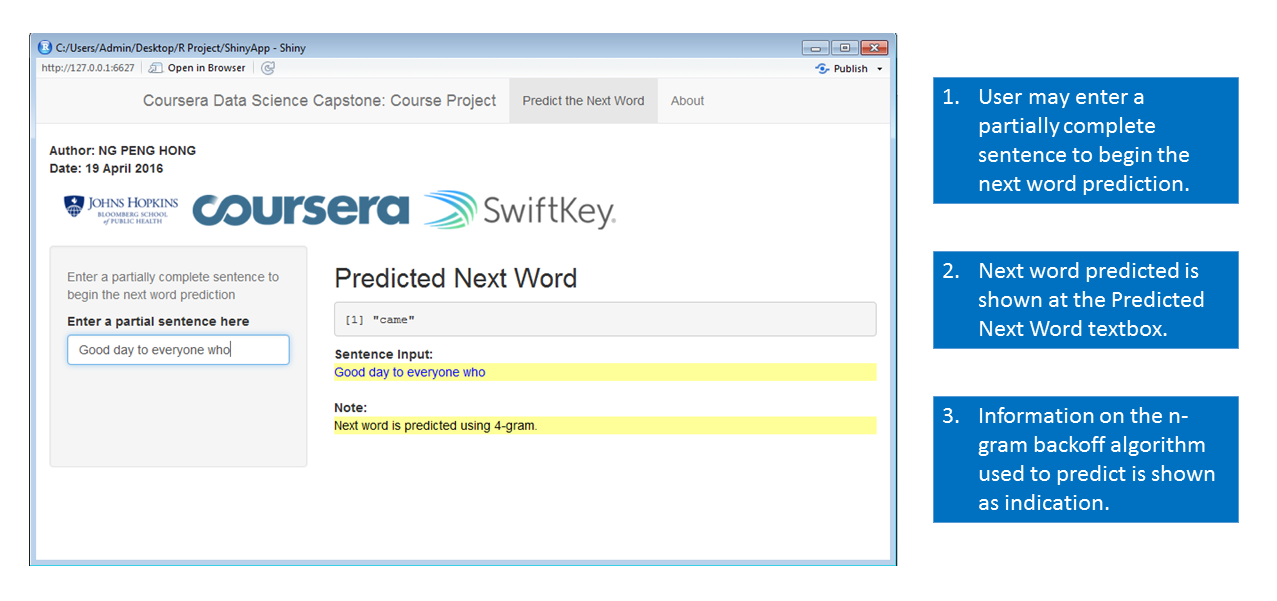 C:/Users/Admin/Desktop/R Project/ShinyApp - Shiny
http://127.0.0.1:6627 Open in Browser Publish
Coursera Data Science Capstone: Course Project Predict the Next Word About
Author: NG PENG HONG
Date: 19 April 2016
JOHNS HOPKINS
BLOOMBERG SCHOOL
of PUBLIC HEALTH
coursera
SwiftKey.
Enter a partially complete sentence to
begin the next word prediction
Enter a partial sentence here
Good day to everyone who
Predicted Next Word
[1] "came"
Sentence Input:
Good day to everyone who
Note:
Next word is predicted using 4-gram.
1. User may enter a
partially complete
sentence to begin the
next word prediction.
2. Next word predicted is
shown at the Predicted
Next Word textbox.
3. Information on the n-
gram backoff algorithm
used to predict is shown
as indication.